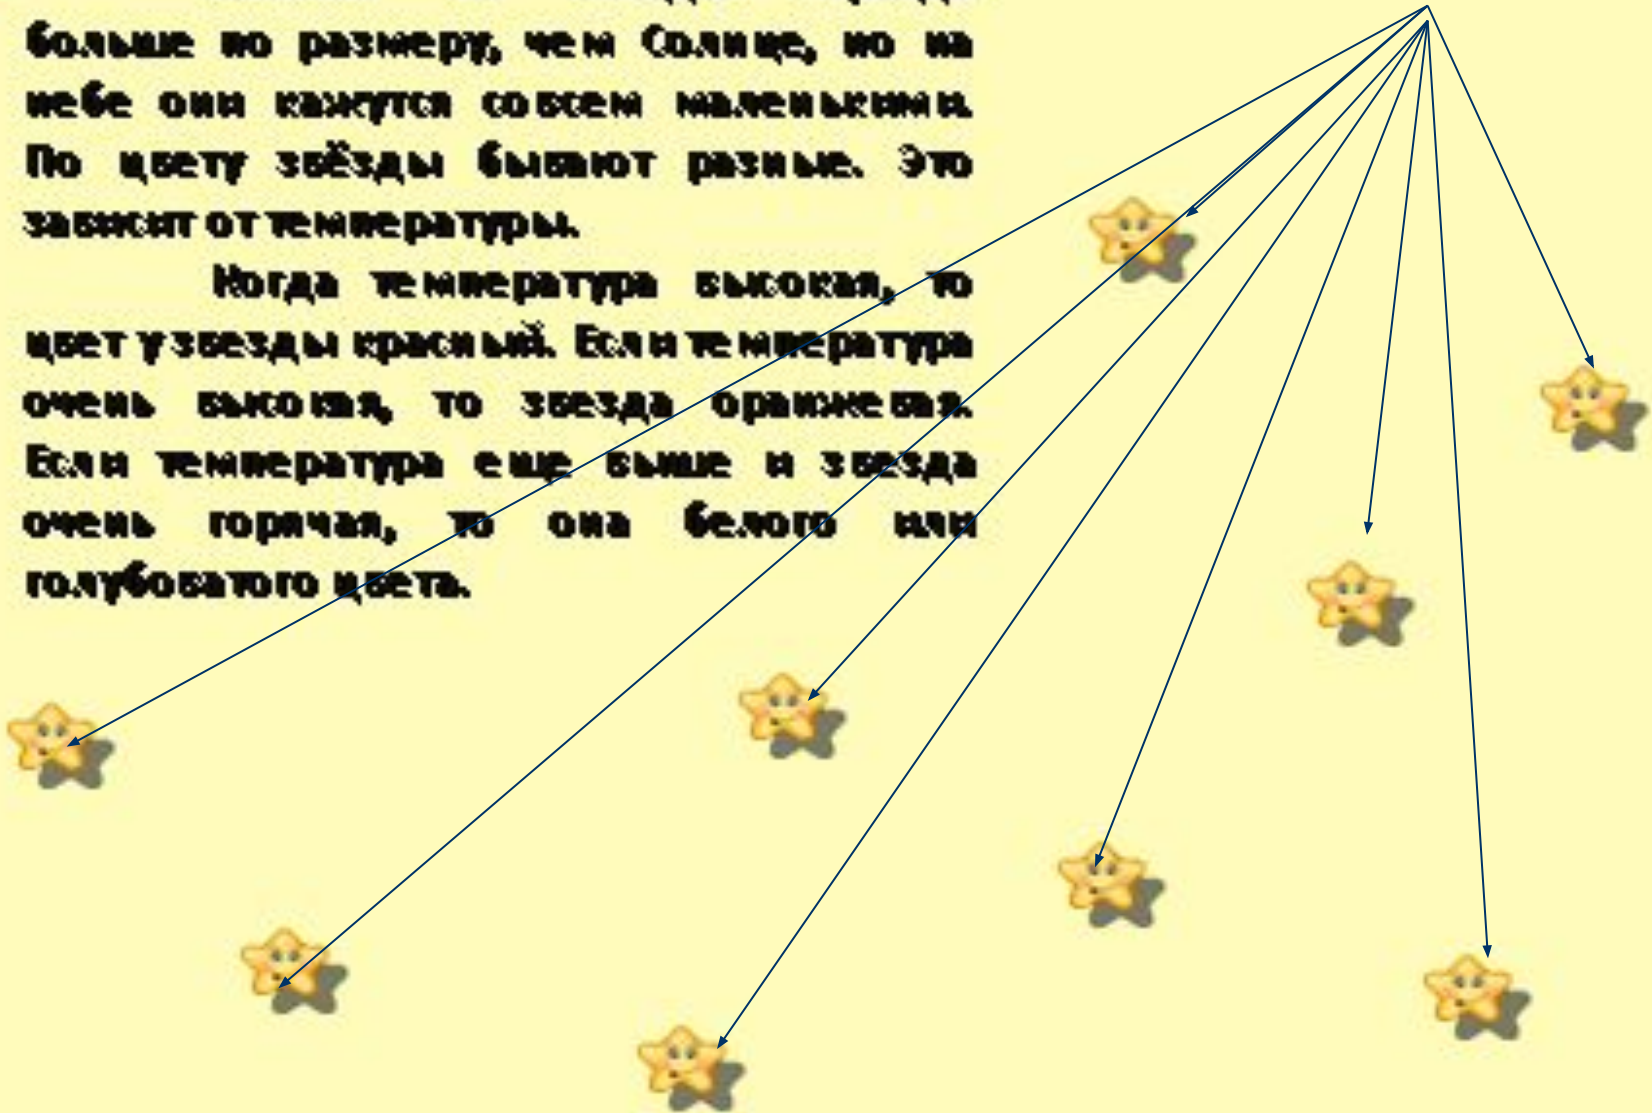 больше по размеру, чем Солнце, но на
небе они кажутся совсем маленькими.
По цвету звёзды бывают разные. Это
зависит от температуры.
Когда температура высокая, то
цвет у звезды красный. Если температура
очень высокая, то звезда оранжевая.
Если температура еще выше и звезда
очень горячая, то она белого или
голубоватого цвета.